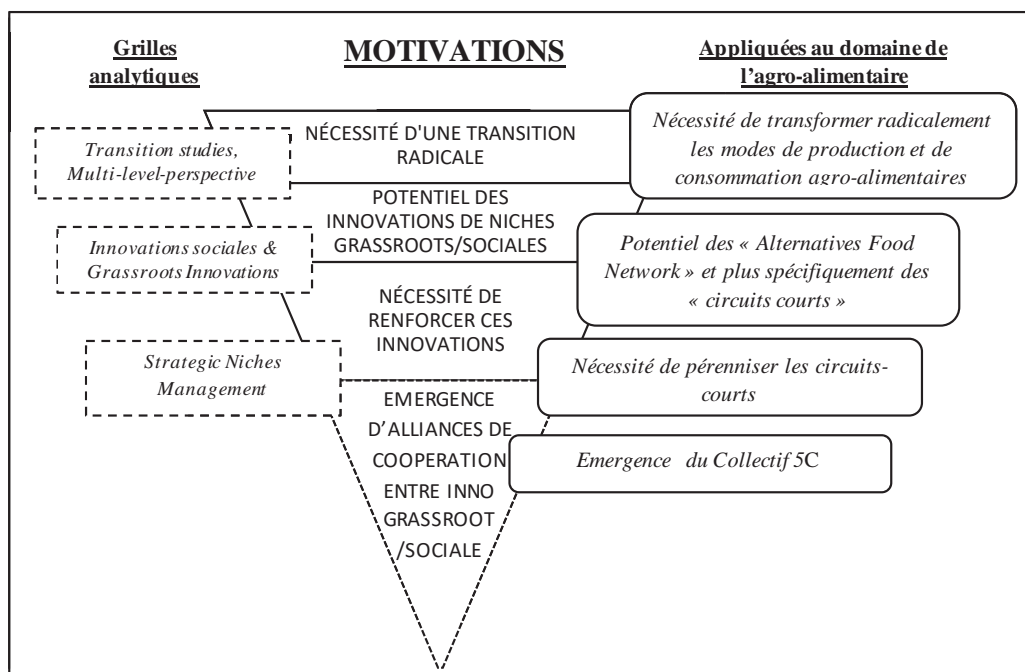 Grilles
analytiques
MOTIVATIONS
Appliquées au domaine de
l'agro-alimentaire
Transition studies,
Multi-level-perspective
NÉCESSITÉ D'UNE TRANSITION
RADICALE
Nécessité de transformer radicalement
les modes de production et de
consommation agro-alimentaires
Innovations sociales &
Grassroots Innovations
POTENTIEL DES
INNOVATIONS DE NICHES
GRASSROOTS/SOCIALES
Potentiel des « Alternatives Food
Network » et plus spécifiquement des
« circuits courts »
Strategic Niches
Management
NÉCESSITÉ DE
RENFORCER CES
INNOVATIONS
Nécessité de pérenniser les circuits-
courts
EMERGENCE
D’ALLIANCES DE
COOPERATION
ENTRE INNO
GRASSROOT
/SOCIALE
Emergence du Collectif 5C